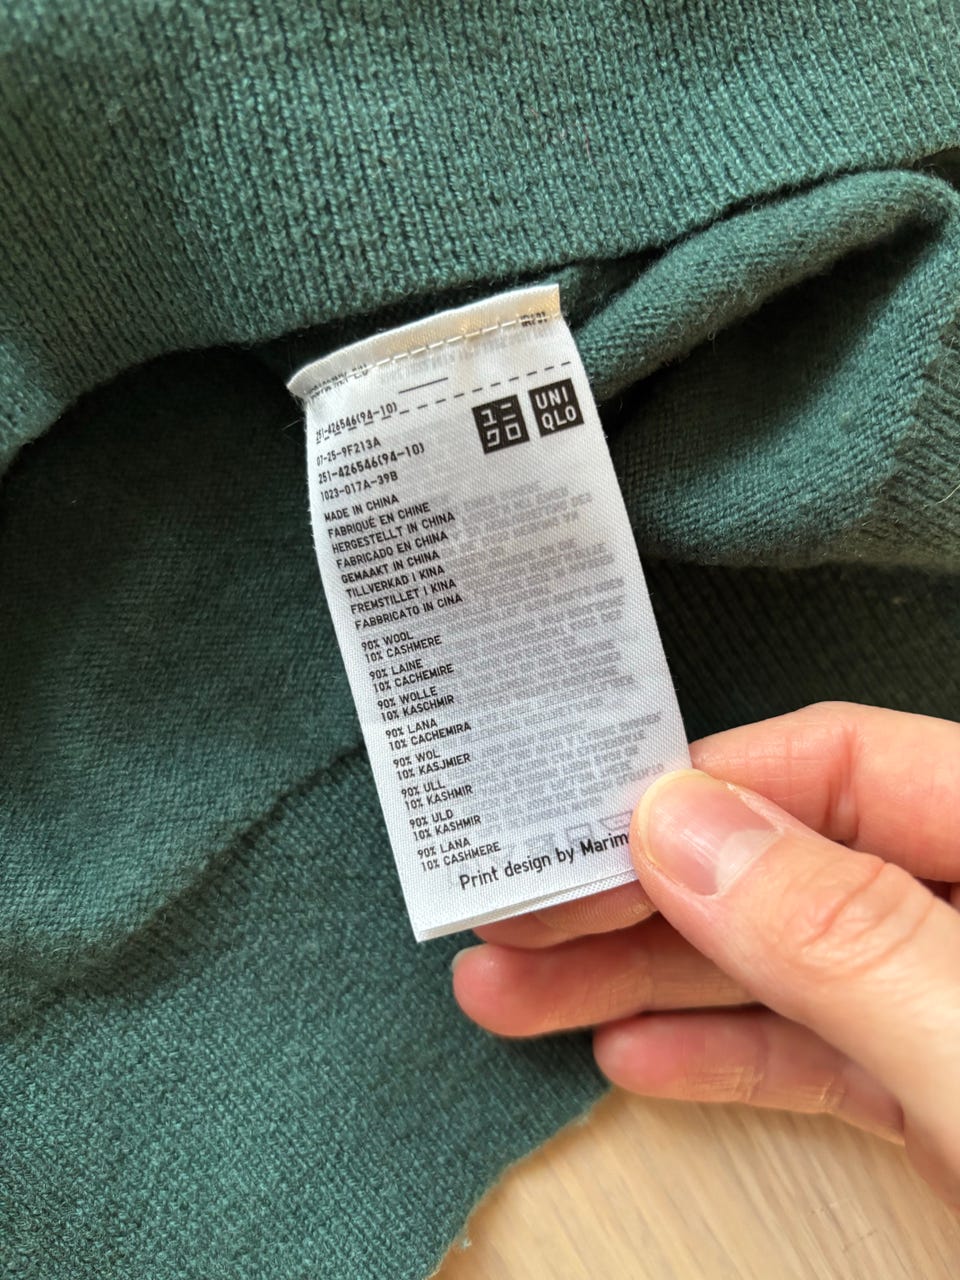 251-426546(94-10)
ユニ
クロ
UNI
QLO
07-25-9F213A
251-426546(94-10)
1023-017A-39B
MADE IN CHINA
FABRIQUÉ EN CHINE
HERGESTELLT IN CHINA
FABRICADO EN CHINA
GEMAAKT IN CHINA
TILLVERKAD I KINA
FREMSTILLET I KINA
FABBRICATO IN CINA
90% WOOL
10% CASHMERE
90% LAINE
10% CACHEMIRE
90% WOLLE
10% KASCHMIR
90% LANA
10% CACHEMIRA
90% WOL
10% KASJMIER
90% ULL
10% KASHMIR
90% ULD
10% KASHMIR
90% LANA
10% CASHMERE
Print design by Marim